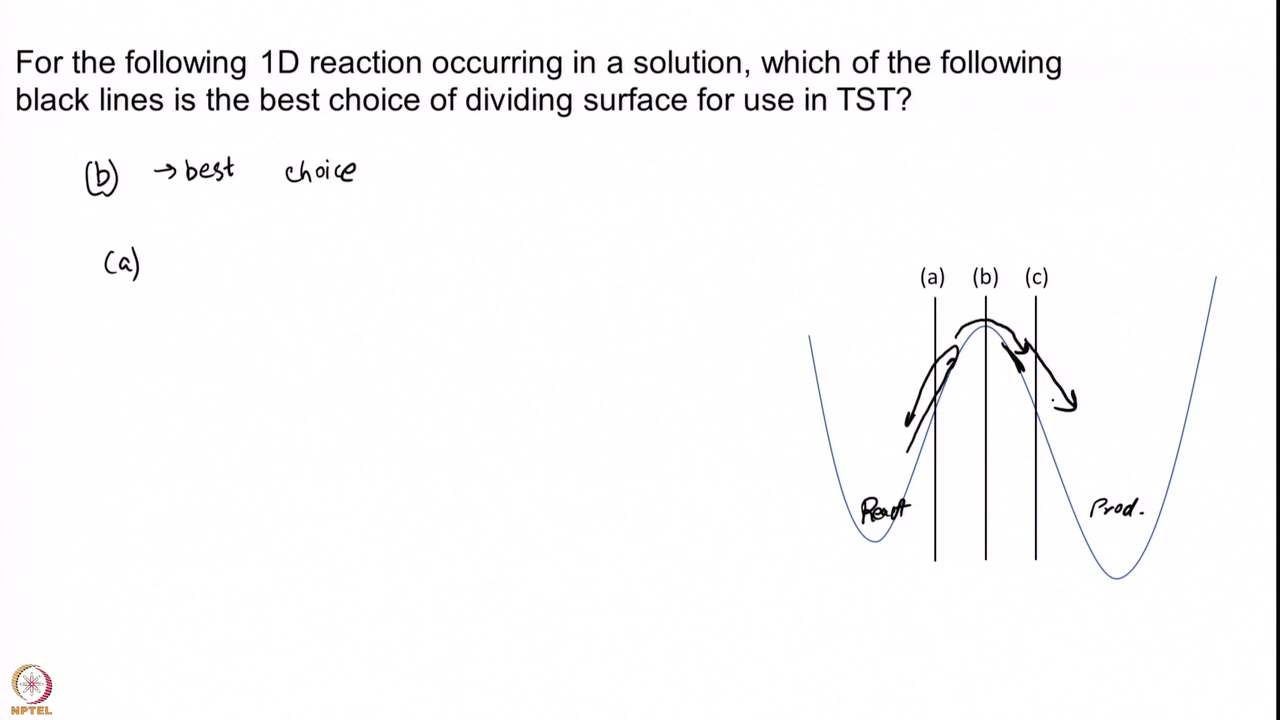 For the following 1D reaction occurring in a solution, which of the following
black lines is the best choice of dividing surface for use in TST?
(b) → best choice
(a)
(a) (b) (c)
React Prod.
NPTEL